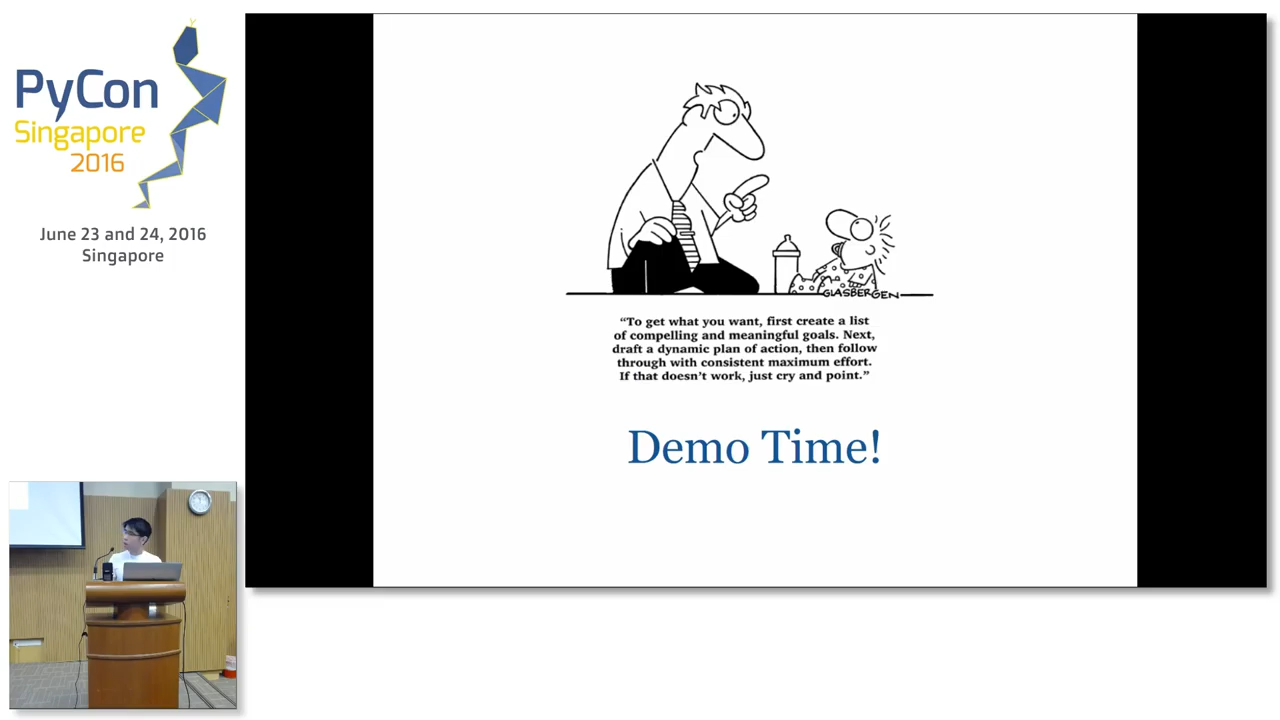 PyCon
Singapore
2016
June 23 and 24, 2016
Singapore
GLASBERGEN
“To get what you want, first create a list
of compelling and meaningful goals. Next,
draft a dynamic plan of action, then follow
through with consistent maximum effort.
If that doesn’t work, just cry and point.”
Demo Time!